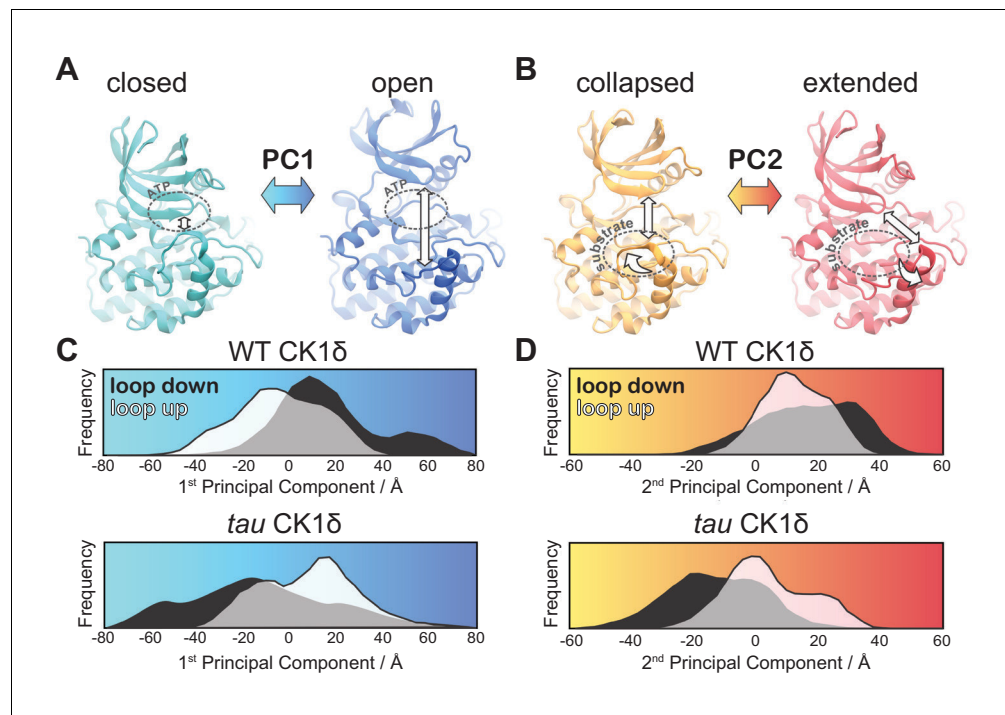 A
closed
open
PC1
ATP
ATP
B
collapsed
extended
PC2
substrate
substrate
C
WT CK1δ
loop down
loop up
Frequency
-80 -60 -40 -20 0 20 40 60 80
1st Principal Component / Å
tau CK1δ
Frequency
-80 -60 -40 -20 0 20 40 60 80
1st Principal Component / Å
D
WT CK1δ
loop down
loop up
Frequency
-60 -40 -20 0 20 40 60
2nd Principal Component / Å
tau CK1δ
Frequency
-60 -40 -20 0 20 40 60
2nd Principal Component / Å